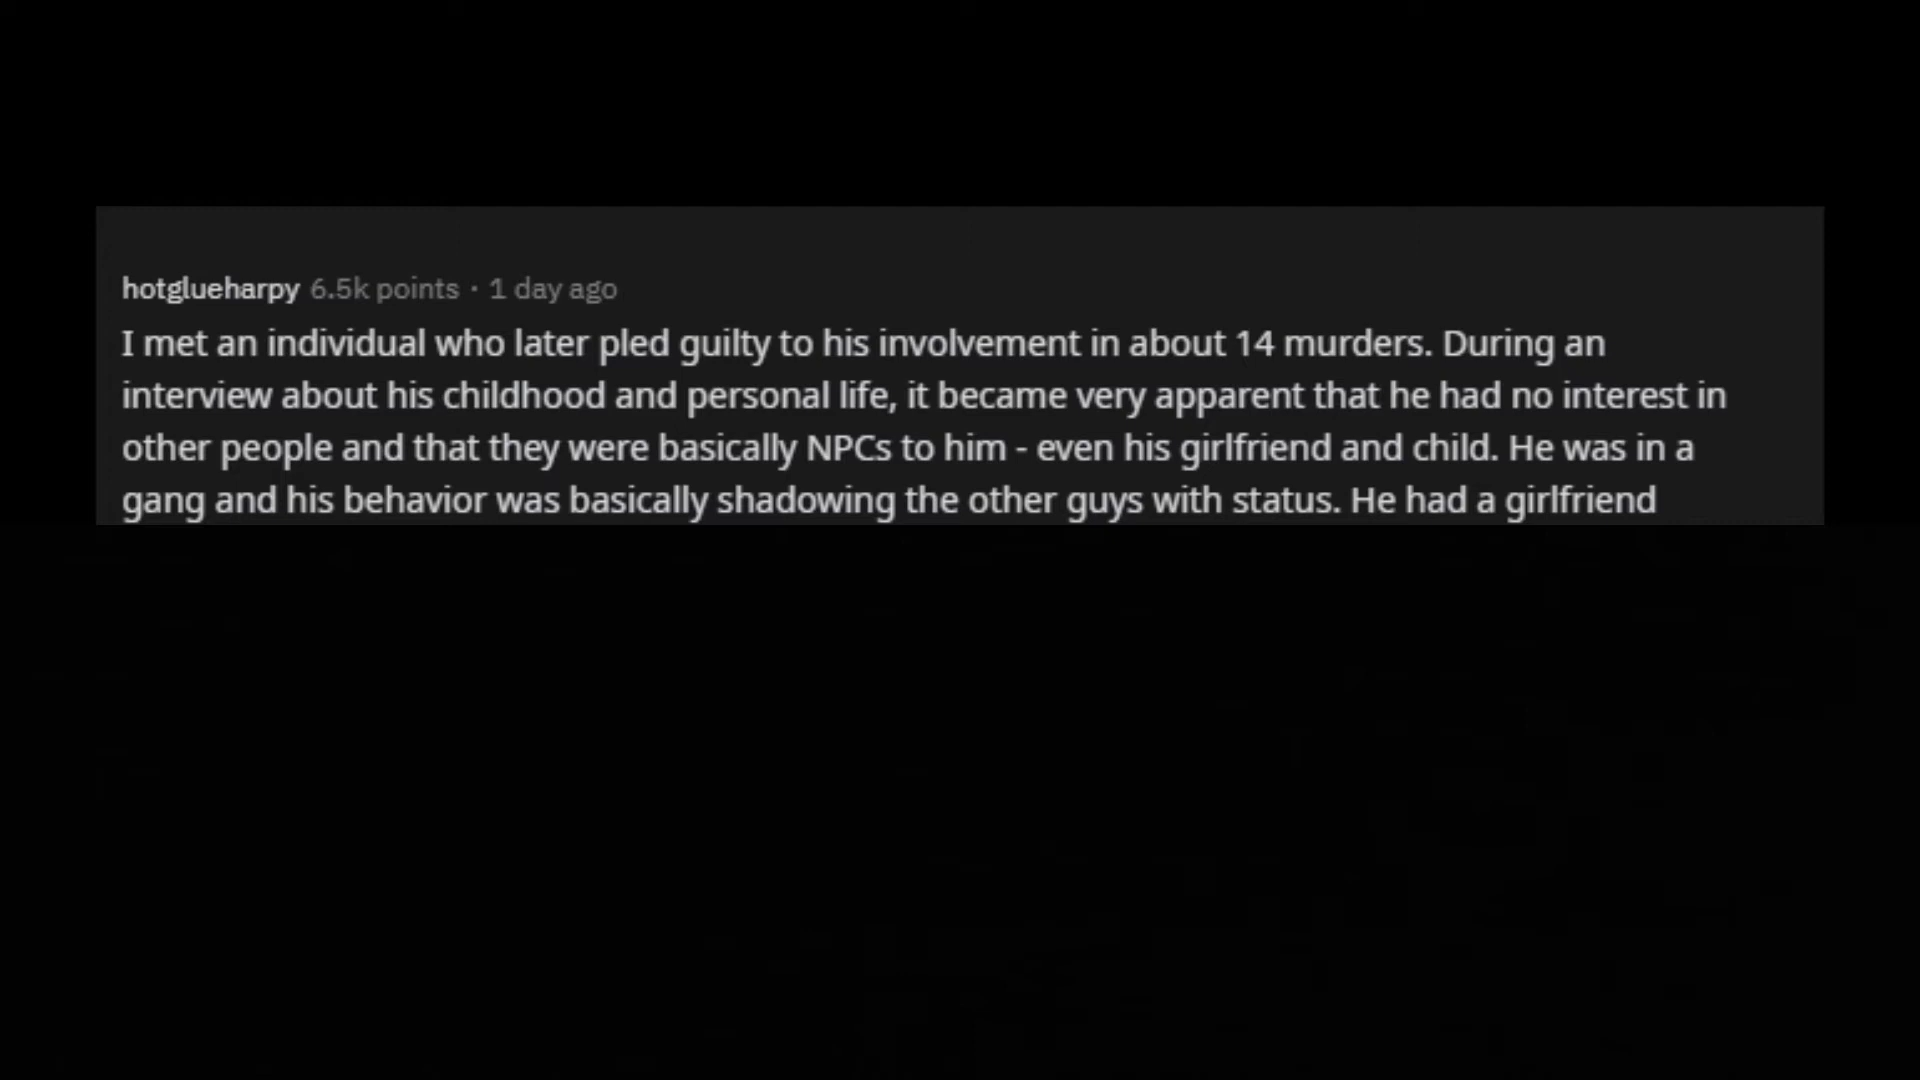 hotglueharpy 6.5k points · 1 day ago
I met an individual who later pled guilty to his involvement in about 14 murders. During an
interview about his childhood and personal life, it became very apparent that he had no interest in
other people and that they were basically NPCs to him - even his girlfriend and child. He was in a
gang and his behavior was basically shadowing the other guys with status. He had a girlfriend